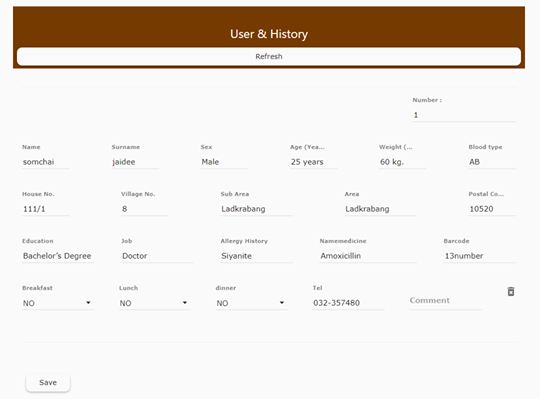 User & History
Refresh
Number :
1
Name Surname Sex Age (Yea... Weight (... Blood type
somchai jaidee Male 25 years 60 kg. AB
House No. Village No. Sub Area Area Postal Co...
111/1 8 Ladkrabang Ladkrabang 10520
Education Job Allergy History Namemedicine Barcode
Bachelor's Degree Doctor Siyanite Amoxicillin 13number
Breakfast Lunch dinner Tel
NO NO NO 032-357480 Comment
Save